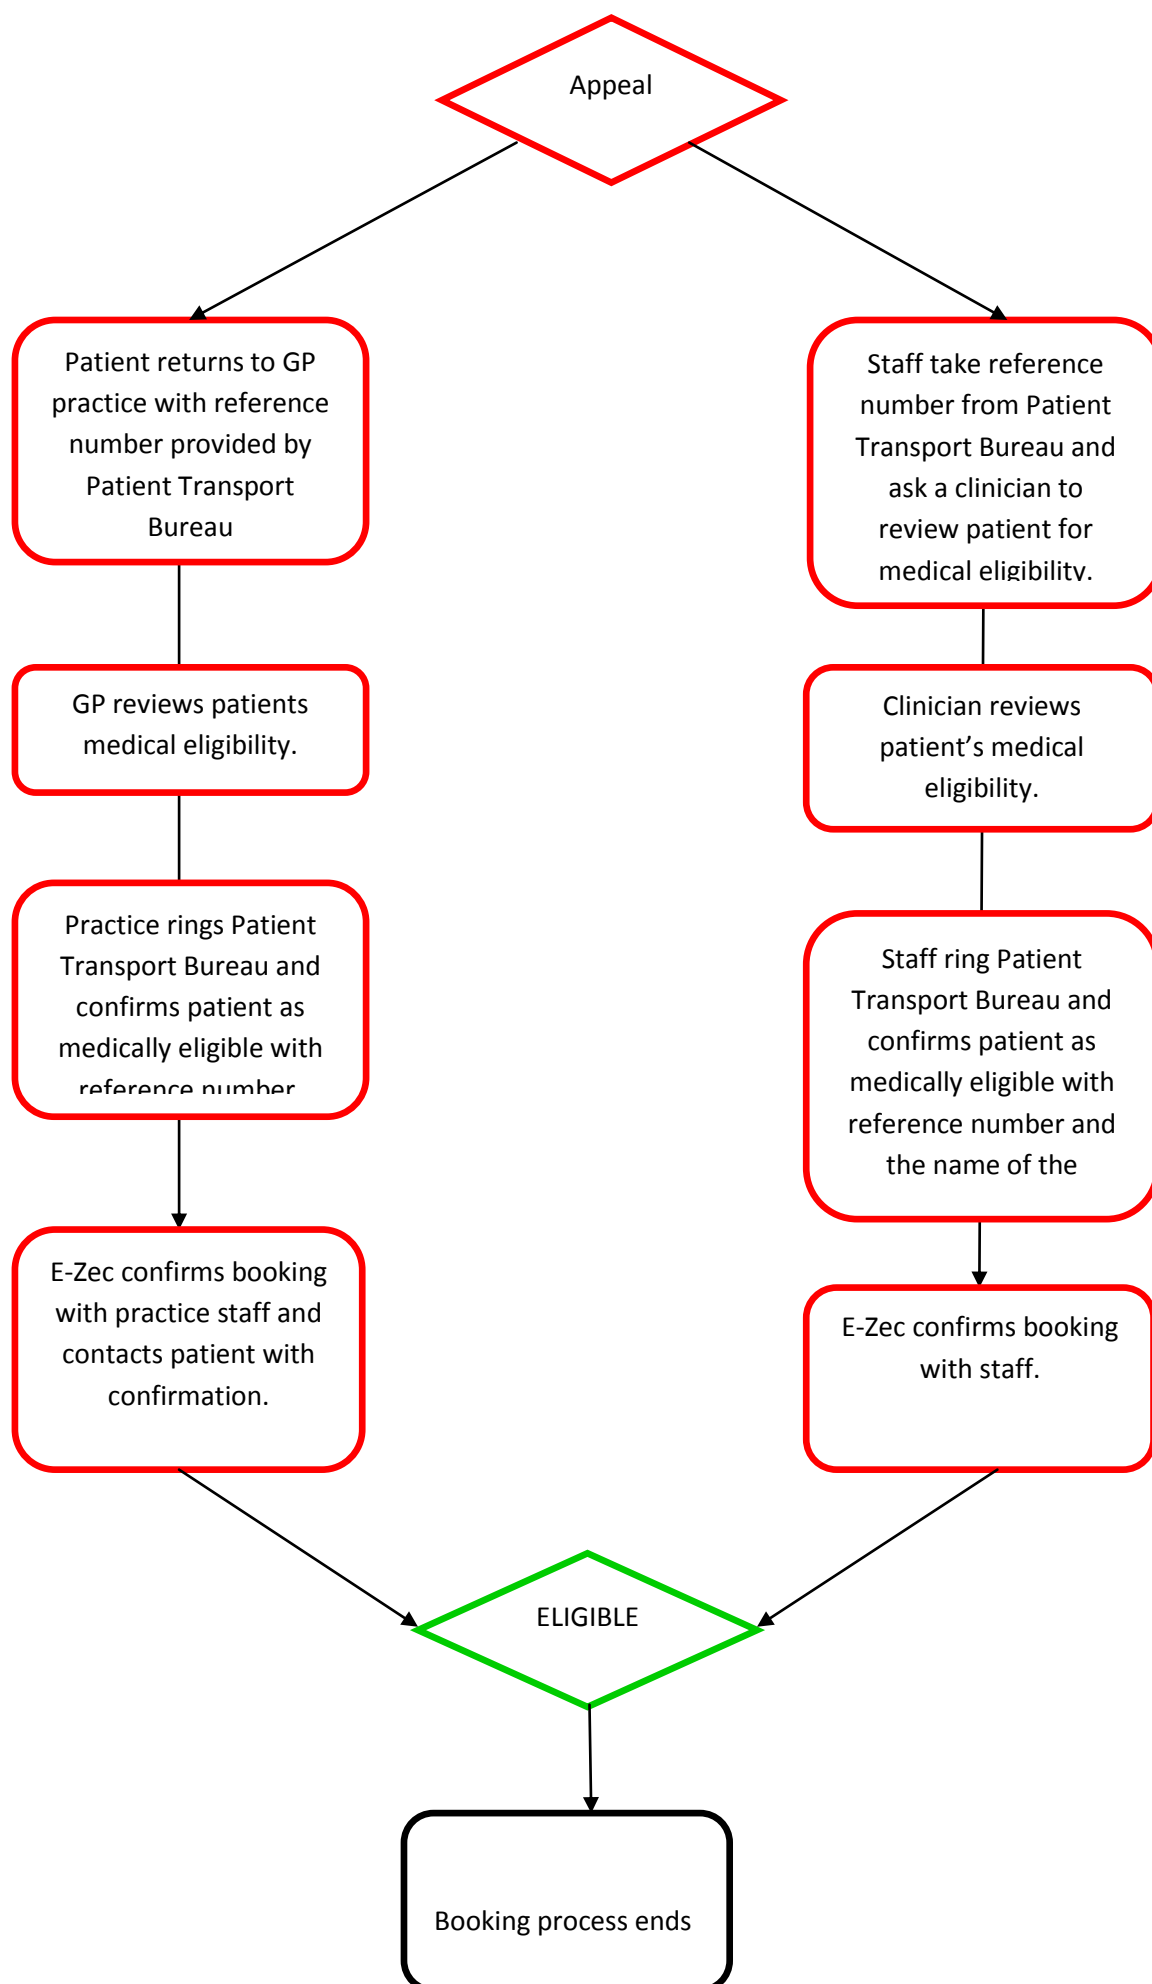 Appeal
Patient returns to GP
practice with reference
number provided by
Patient Transport
Bureau
Staff take reference
number from Patient
Transport Bureau and
ask a clinician to
review patient for
medical eligibility.
GP reviews patients
medical eligibility.
Clinician reviews
patient’s medical
eligibility.
Practice rings Patient
Transport Bureau and
confirms patient as
medically eligible with
reference number
Staff ring Patient
Transport Bureau and
confirms patient as
medically eligible with
reference number and
the name of the
E-Zec confirms booking
with practice staff and
contacts patient with
confirmation.
E-Zec confirms booking
with staff.
ELIGIBLE
Booking process ends